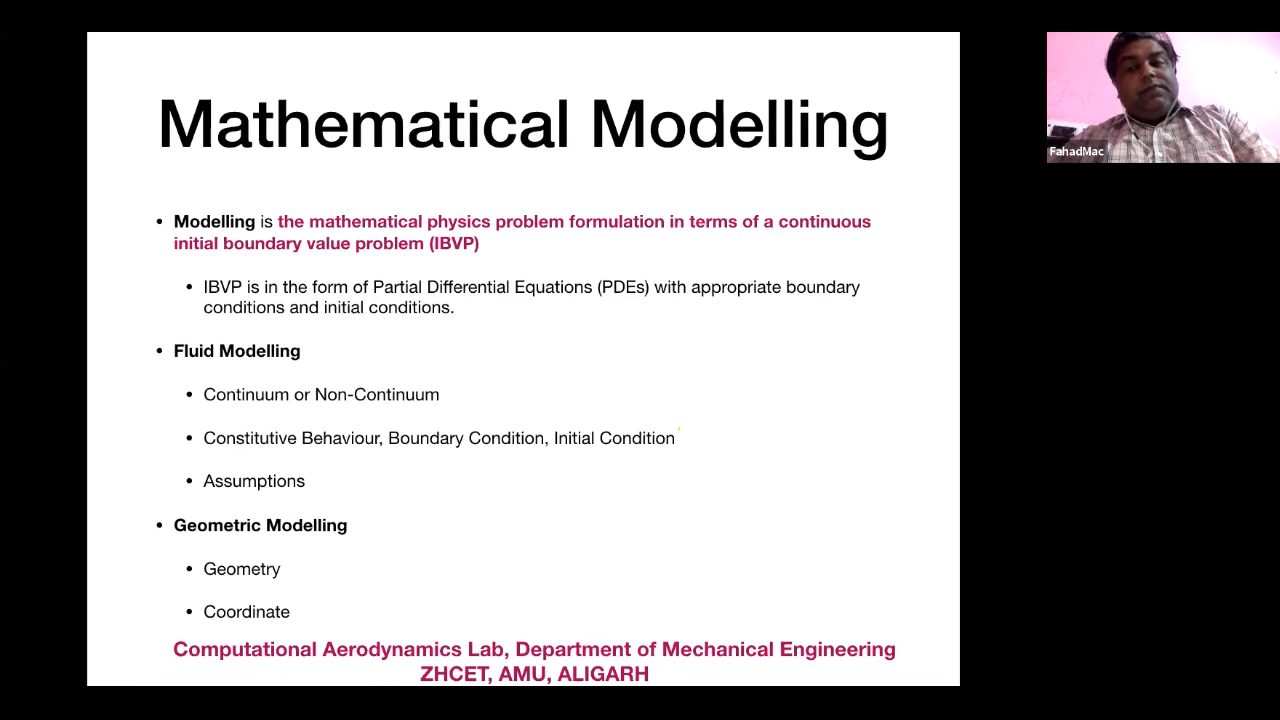 Mathematical Modelling
• Modelling is the mathematical physics problem formulation in terms of a continuous
initial boundary value problem (IBVP)
• IBVP is in the form of Partial Differential Equations (PDEs) with appropriate boundary
conditions and initial conditions.
• Fluid Modelling
• Continuum or Non-Continuum
• Constitutive Behaviour, Boundary Condition, Initial Condition
• Assumptions
• Geometric Modelling
• Geometry
• Coordinate
Computational Aerodynamics Lab, Department of Mechanical Engineering
ZHCET, AMU, ALIGARH
FahadMac